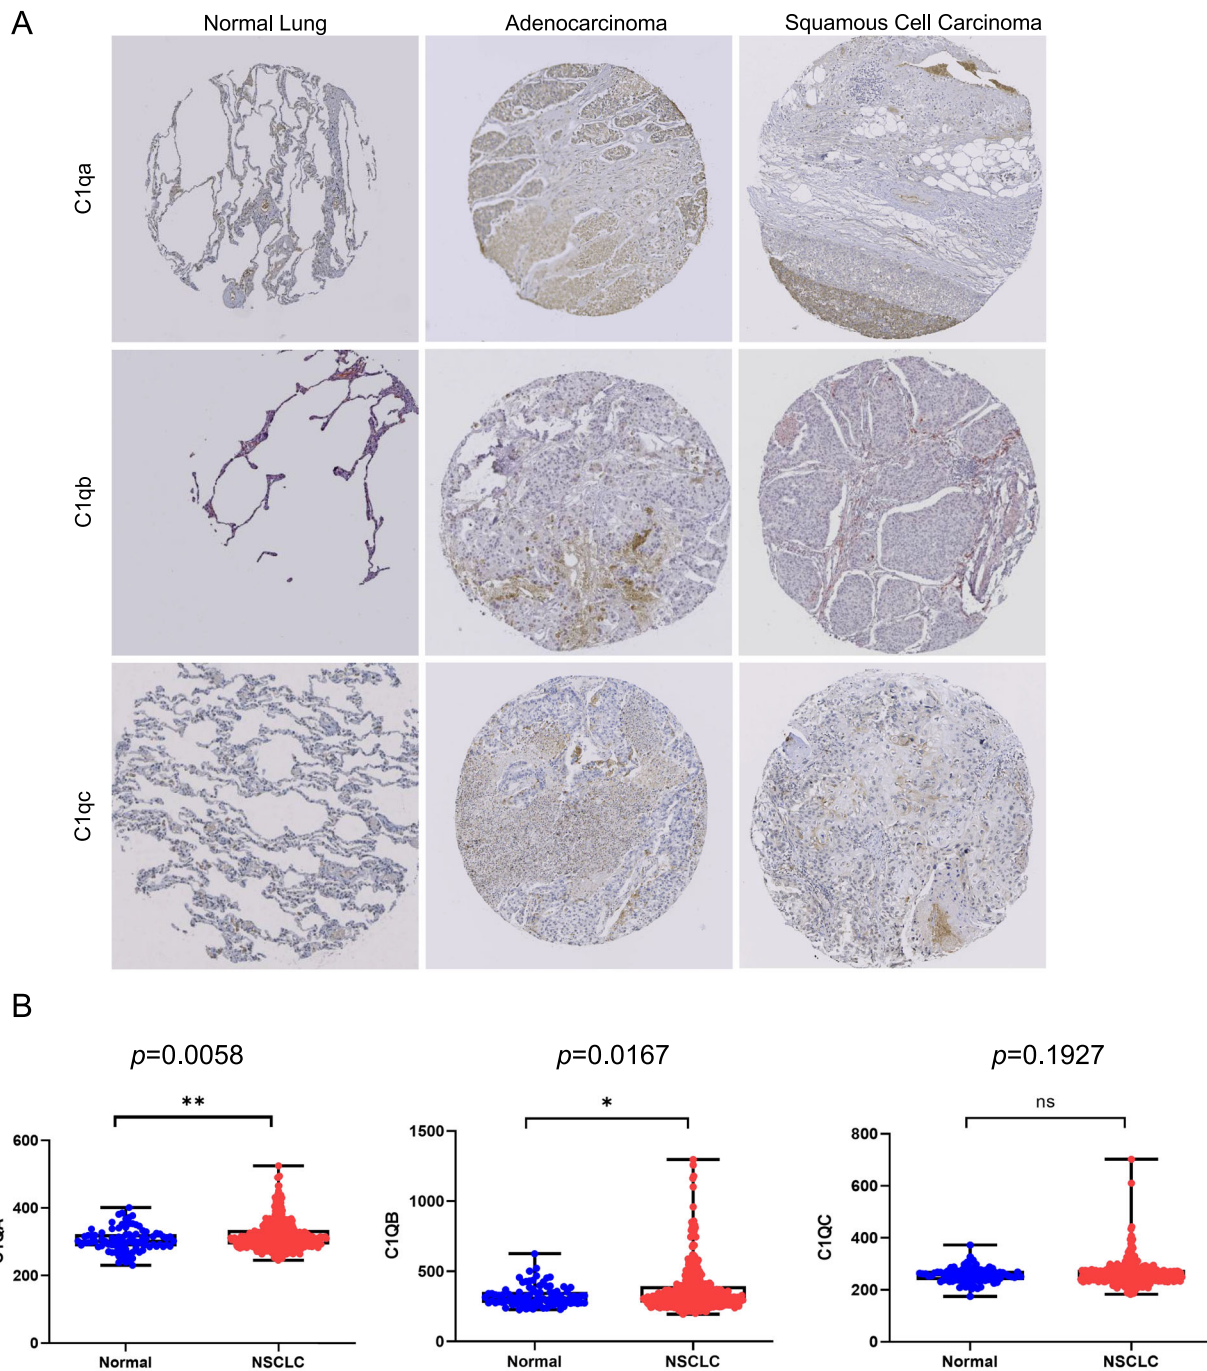 A
Normal Lung
Adenocarcinoma
Squamous Cell Carcinoma
C1qa
C1qb
C1qc
B
p=0.0058
p=0.0167
p=0.1927
**
*
ns
600
400
200
0
Normal
NSCLC
C1QB
1500
1000
500
0
Normal
NSCLC
C1QC
800
600
400
200
0
Normal
NSCLC